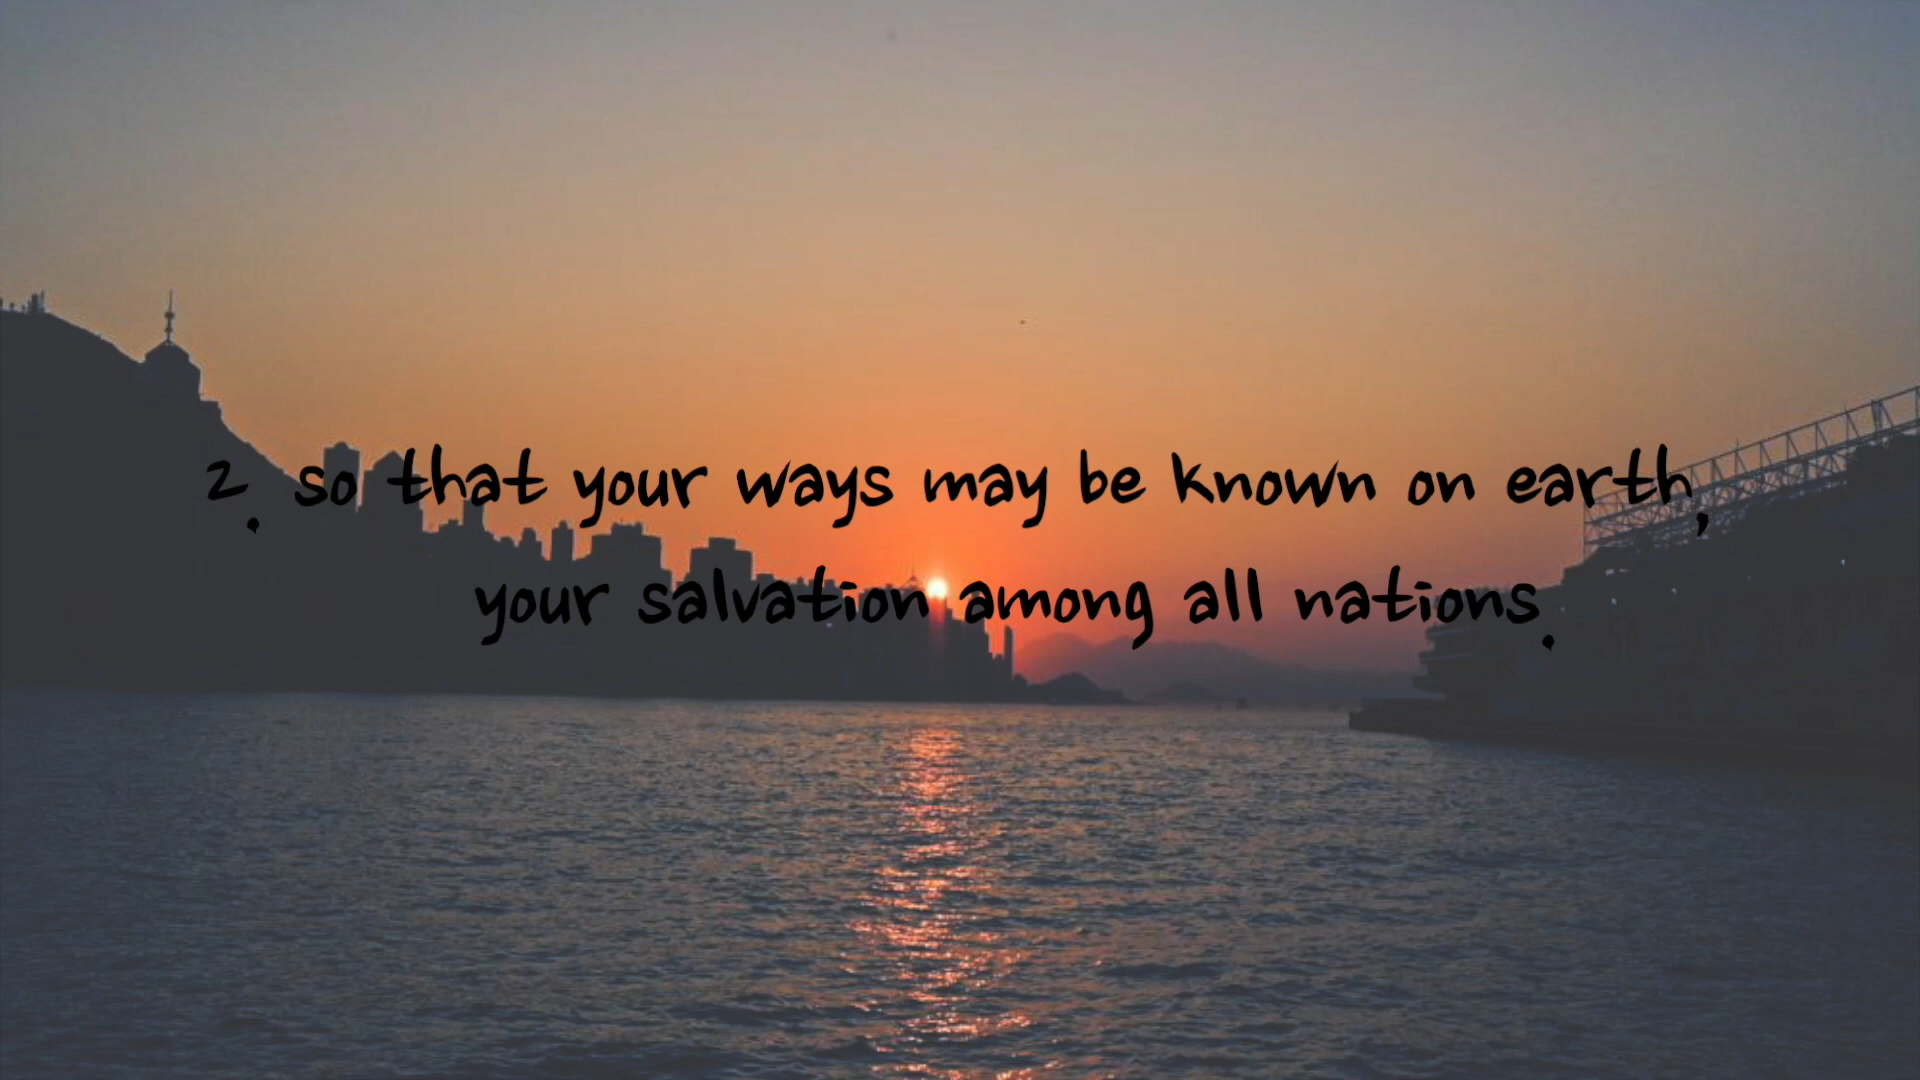 2. so that your ways may be known on earth,
your salvation among all nations.